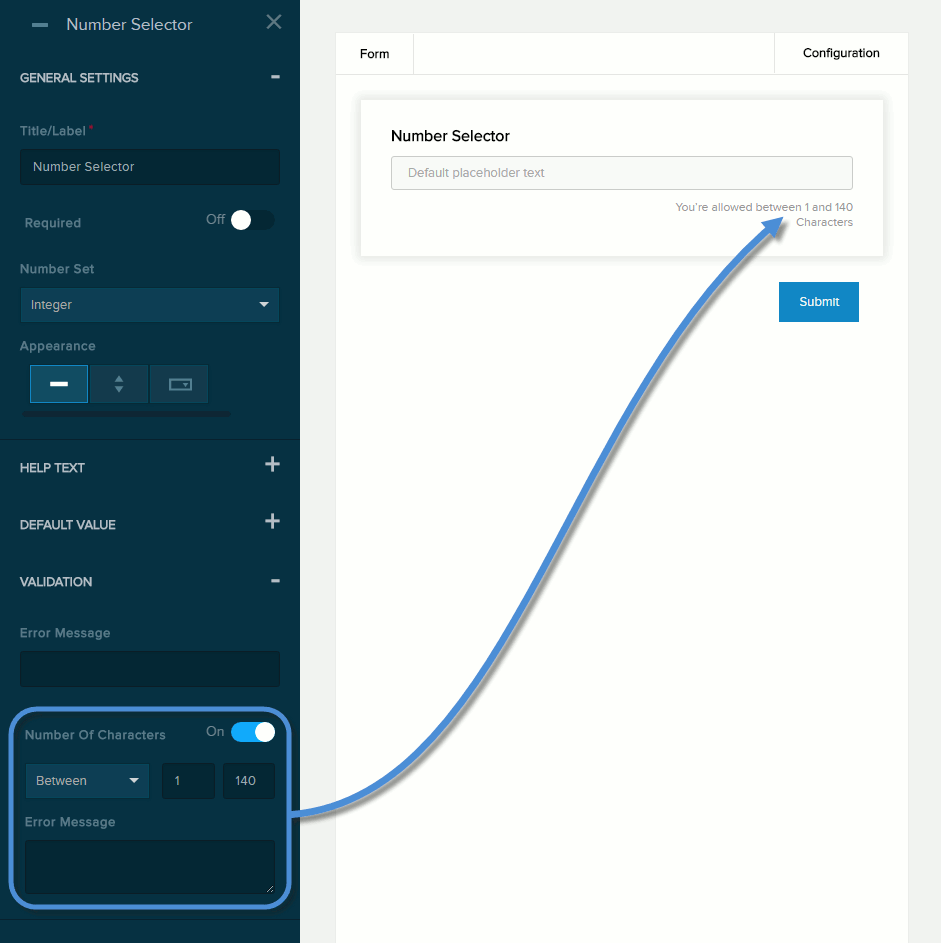 Number Selector
GENERAL SETTINGS
Title/Label*
Number Selector
Required
Off
Number Set
Integer
Appearance
HELP TEXT
DEFAULT VALUE
VALIDATION
Error Message
Number Of Characters
On
Between
1
140
Error Message
Form
Configuration
Number Selector
Default placeholder text
You're allowed between 1 and 140
Characters
Submit